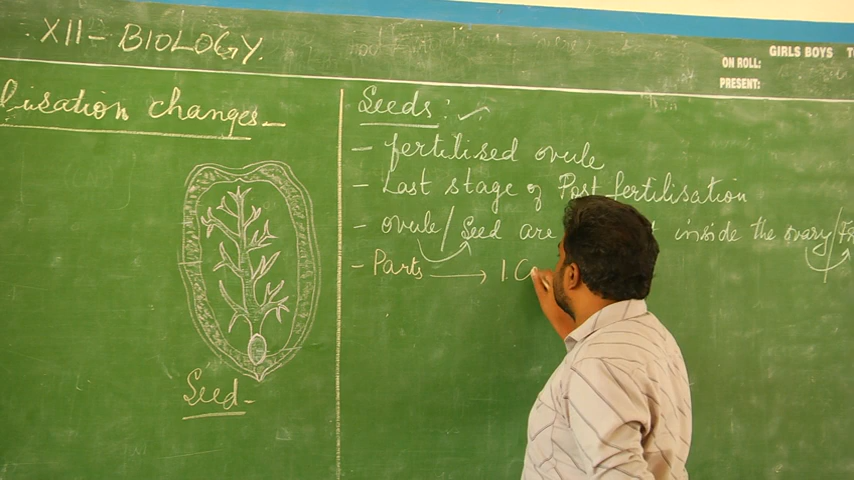 XII - BIOLOGY.
GIRLS BOYS
ON ROLL:
PRESENT:
lisation changes -
Seeds :
- fertilised ovule
- Last stage of Post fertilisation
- ovule / Seed are inside the ovary /
- Parts → 1. C
Seed -